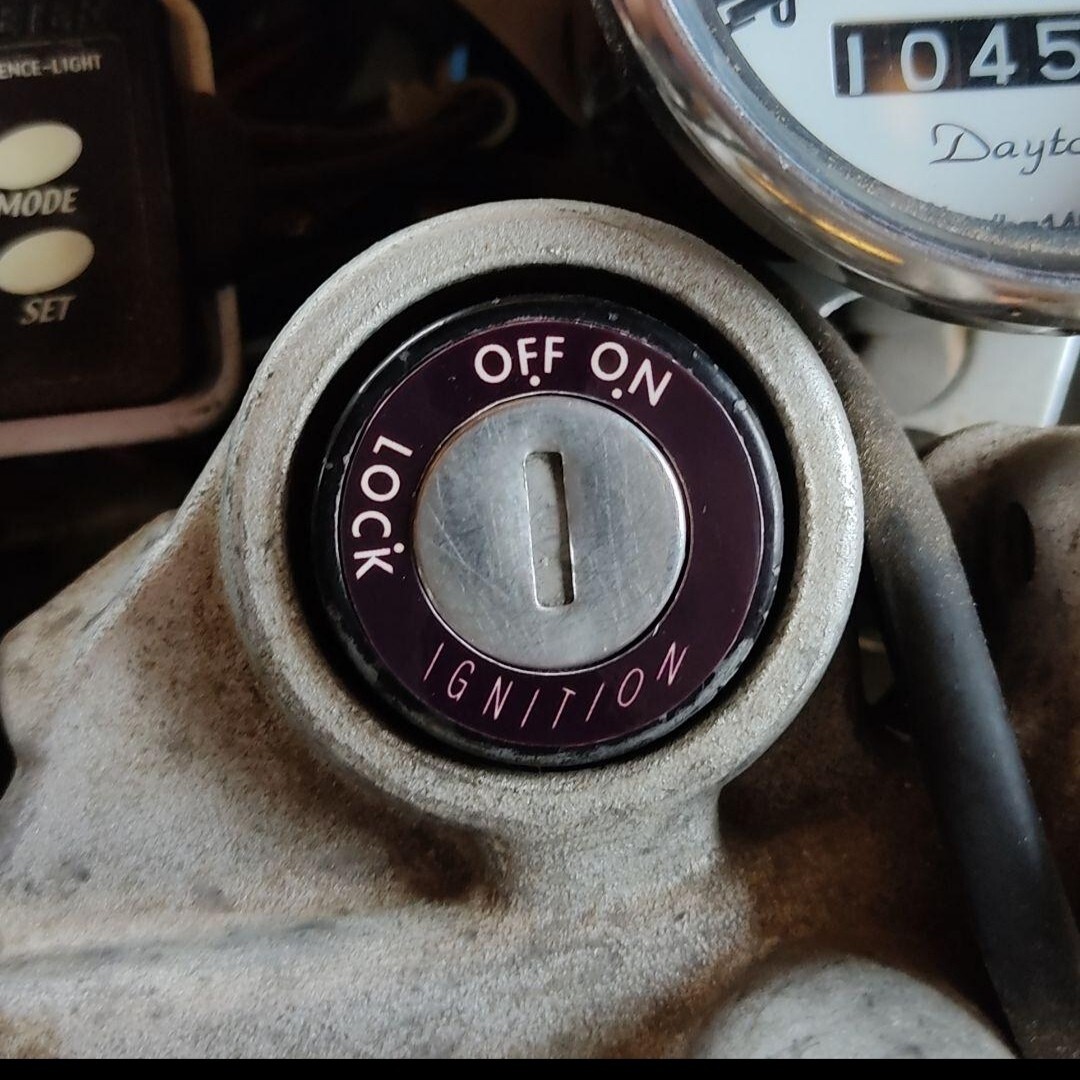 ENCE-LIGHT
MODE
SET
1045
Dayto
OFF ON
LOCK
IGNITION